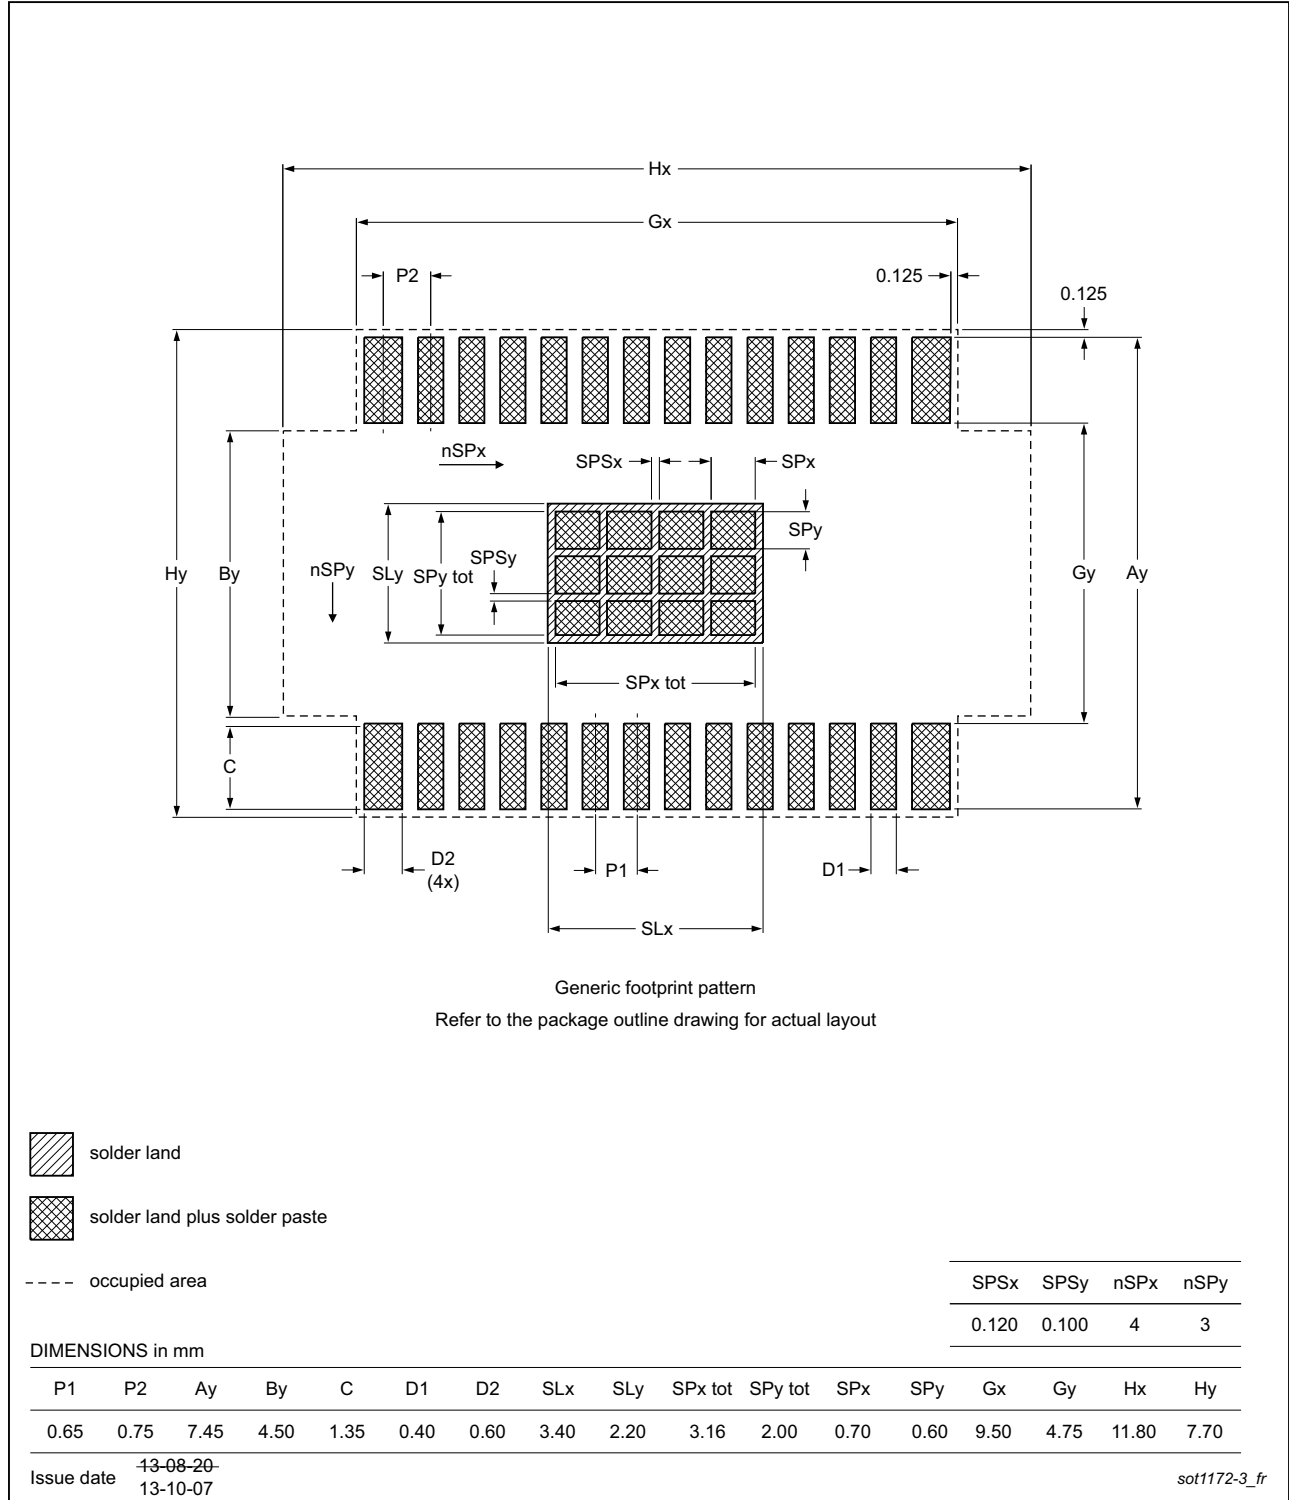 Hx
Gx
P2
0.125
0.125
nSPx
SPSx
SPx
SPy
SPSy
Hy
By
nSPy
SLy
SPy tot
Gy
Ay
SPx tot
C
D2
(4x)
P1
D1
SLx
Generic footprint pattern
Refer to the package outline drawing for actual layout
solder land
solder land plus solder paste
occupied area
SPSx SPSy nSPx nSPy
0.120 0.100 4 3
DIMENSIONS in mm
P1 P2 Ay By C D1 D2 SLx SLy SPx tot SPy tot SPx SPy Gx Gy Hx Hy
0.65 0.75 7.45 4.50 1.35 0.40 0.60 3.40 2.20 3.16 2.00 0.70 0.60 9.50 4.75 11.80 7.70
Issue date 13-08-20
13-10-07
sot1172-3_fr